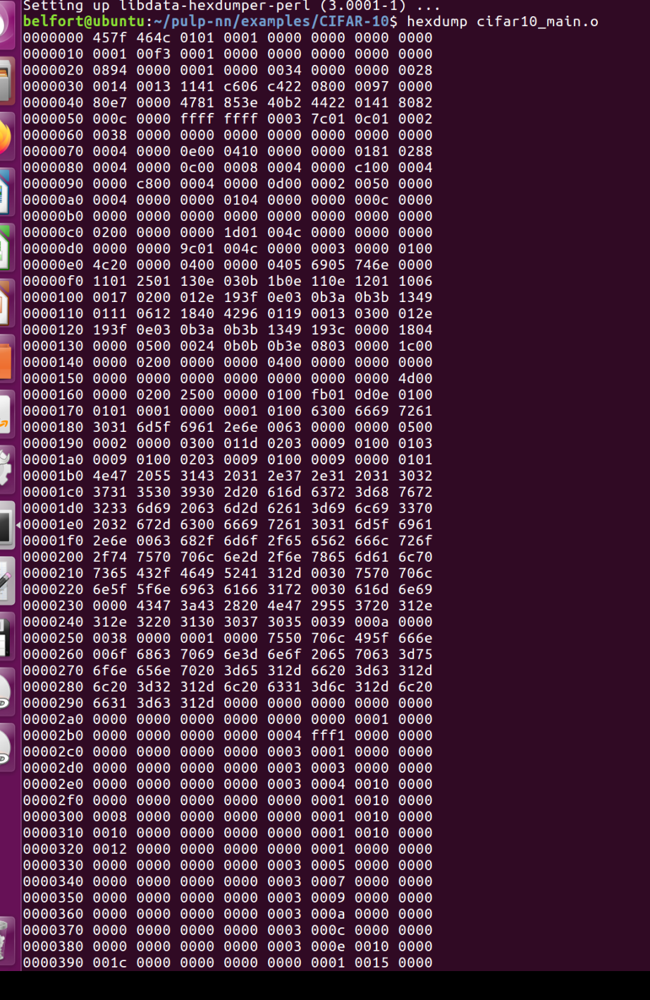 Setting up libdata-hexdumper-perl (3.0001-1) ...
belfort@ubuntu:~/pulp-nn/examples/CIFAR-10$ hexdump cifar10_main.o
0000000 457f 464c 0101 0001 0000 0000 0000 0000
0000010 0001 00f3 0001 0000 0000 0000 0000 0000
0000020 0894 0000 0001 0000 0034 0000 0000 0028
0000030 0014 0013 1141 c606 c422 0800 0097 0000
0000040 80e7 0000 4781 853e 40b2 4422 0141 8082
0000050 000c 0000 ffff ffff 0003 7c01 0c01 0002
0000060 0038 0000 0000 0000 0000 0000 0000 0000
0000070 0004 0000 0e00 0410 0000 0000 0181 0288
0000080 0004 0000 0c00 0008 0004 0000 c100 0004
0000090 0000 c800 0004 0000 0d00 0002 0050 0000
00000a0 0004 0000 0000 0104 0000 0000 000c 0000
00000b0 0000 0000 0000 0000 0000 0000 0000 0000
00000c0 0200 0000 0000 1d01 004c 0000 0000 0000
00000d0 0000 0000 9c01 004c 0000 0003 0000 0100
00000e0 4c20 0000 0400 0000 0405 6905 746e 0000
00000f0 1101 2501 130e 030b 1b0e 110e 1201 1006
0000100 0017 0200 012e 193f 0e03 0b3a 0b3b 1349
0000110 0111 0612 1840 4296 0119 0013 0300 012e
0000120 193f 0e03 0b3a 0b3b 1349 193c 0000 1804
0000130 0000 0500 0024 0b0b 0b3e 0803 0000 1c00
0000140 0000 0200 0000 0000 0400 0000 0000 0000
0000150 0000 0000 0000 0000 0000 0000 0000 4d00
0000160 0000 0200 2500 0000 0100 fb01 0d0e 0100
0000170 0101 0001 0000 0001 0100 6300 6669 7261
0000180 3031 6d5f 6961 2e6e 0063 0000 0000 0500
0000190 0002 0000 0300 011d 0203 0009 0100 0103
00001a0 0009 0100 0203 0009 0100 0009 0000 0101
00001b0 4e47 2055 3143 2031 2e37 2e31 2031 3032
00001c0 3731 3530 3930 2d20 616d 6372 3d68 7672
00001d0 3233 6d69 2063 6d2d 6261 3d69 6c69 3370
00001e0 2032 672d 6300 6669 7261 3031 6d5f 6961
00001f0 2e6e 0063 682f 6d6f 2f65 6562 666c 726f
0000200 2f74 7570 706c 6e2d 2f6e 7865 6d61 6c70
0000210 7365 432f 4649 5241 312d 0030 7570 706c
0000220 6e5f 5f6e 6963 6166 3172 0030 616d 6e69
0000230 0000 4347 3a43 2820 4e47 2955 3720 312e
0000240 312e 3220 3130 3037 3035 0039 000a 0000
0000250 0038 0000 0001 0000 7550 706c 495f 666e
0000260 006f 6863 7069 6e3d 6e6f 2065 7063 3d75
0000270 6f6e 656e 7020 3d65 312d 6620 3d63 312d
0000280 6c20 3d32 312d 6c20 6331 3d6c 312d 6c20
0000290 6631 3d63 312d 0000 0000 0000 0000 0000
00002a0 0000 0000 0000 0000 0000 0000 0001 0000
00002b0 0000 0000 0000 0000 0004 fff1 0000 0000
00002c0 0000 0000 0000 0000 0003 0001 0000 0000
00002d0 0000 0000 0000 0000 0003 0003 0000 0000
00002e0 0000 0000 0000 0000 0003 0004 0010 0000
00002f0 0000 0000 0000 0000 0000 0001 0010 0000
0000300 0008 0000 0000 0000 0000 0001 0010 0000
0000310 0010 0000 0000 0000 0000 0001 0010 0000
0000320 0012 0000 0000 0000 0000 0001 0000 0000
0000330 0000 0000 0000 0000 0003 0005 0000 0000
0000340 0000 0000 0000 0000 0003 0007 0000 0000
0000350 0000 0000 0000 0000 0003 0009 0000 0000
0000360 0000 0000 0000 0000 0003 000a 0000 0000
0000370 0000 0000 0000 0000 0003 000c 0000 0000
0000380 0000 0000 0000 0000 0003 000e 0010 0000
0000390 001c 0000 0000 0000 0000 0001 0015 0000